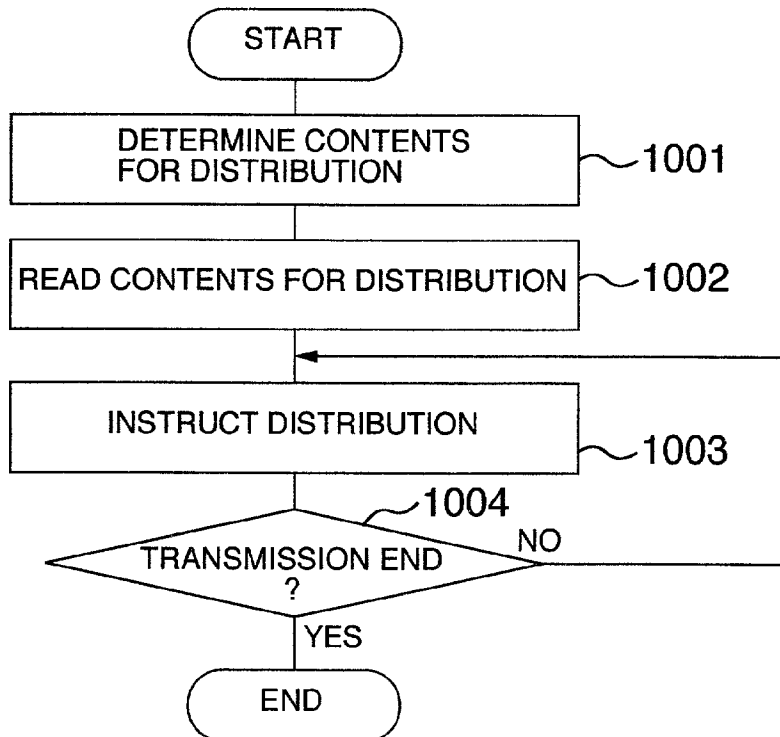 START
DETERMINE CONTENTS
FOR DISTRIBUTION
1001
READ CONTENTS FOR DISTRIBUTION
1002
INSTRUCT DISTRIBUTION
1003
1004
TRANSMISSION END
?
NO
YES
END